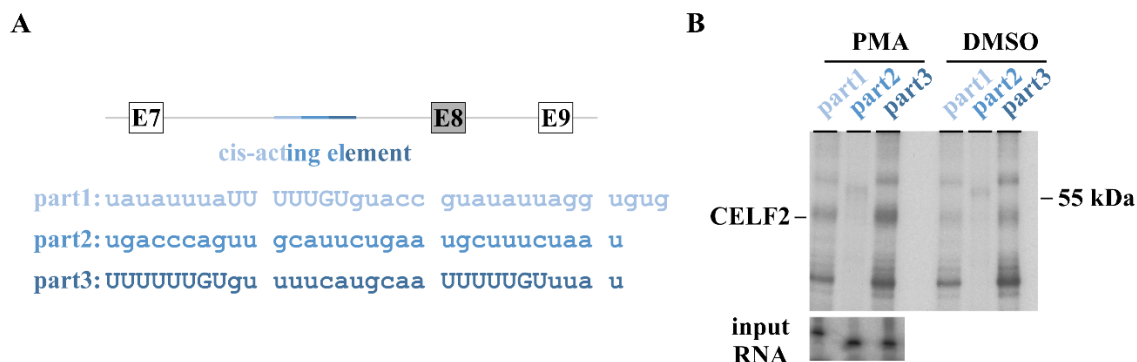 A
E7
E8
E9
cis-acting element
part1: uauauuuaUU UUUGUguacc guauauuagg ugug
part2: ugacccaguu gcauucugaa ugcuuucuaa u
part3: UUUUUUGUgu uuucaugcaa UUUUUGUuua u
B
PMA
DMSO
part1
part2
part3
part1
part2
part3
CELF2
55 kDa
input
RNA